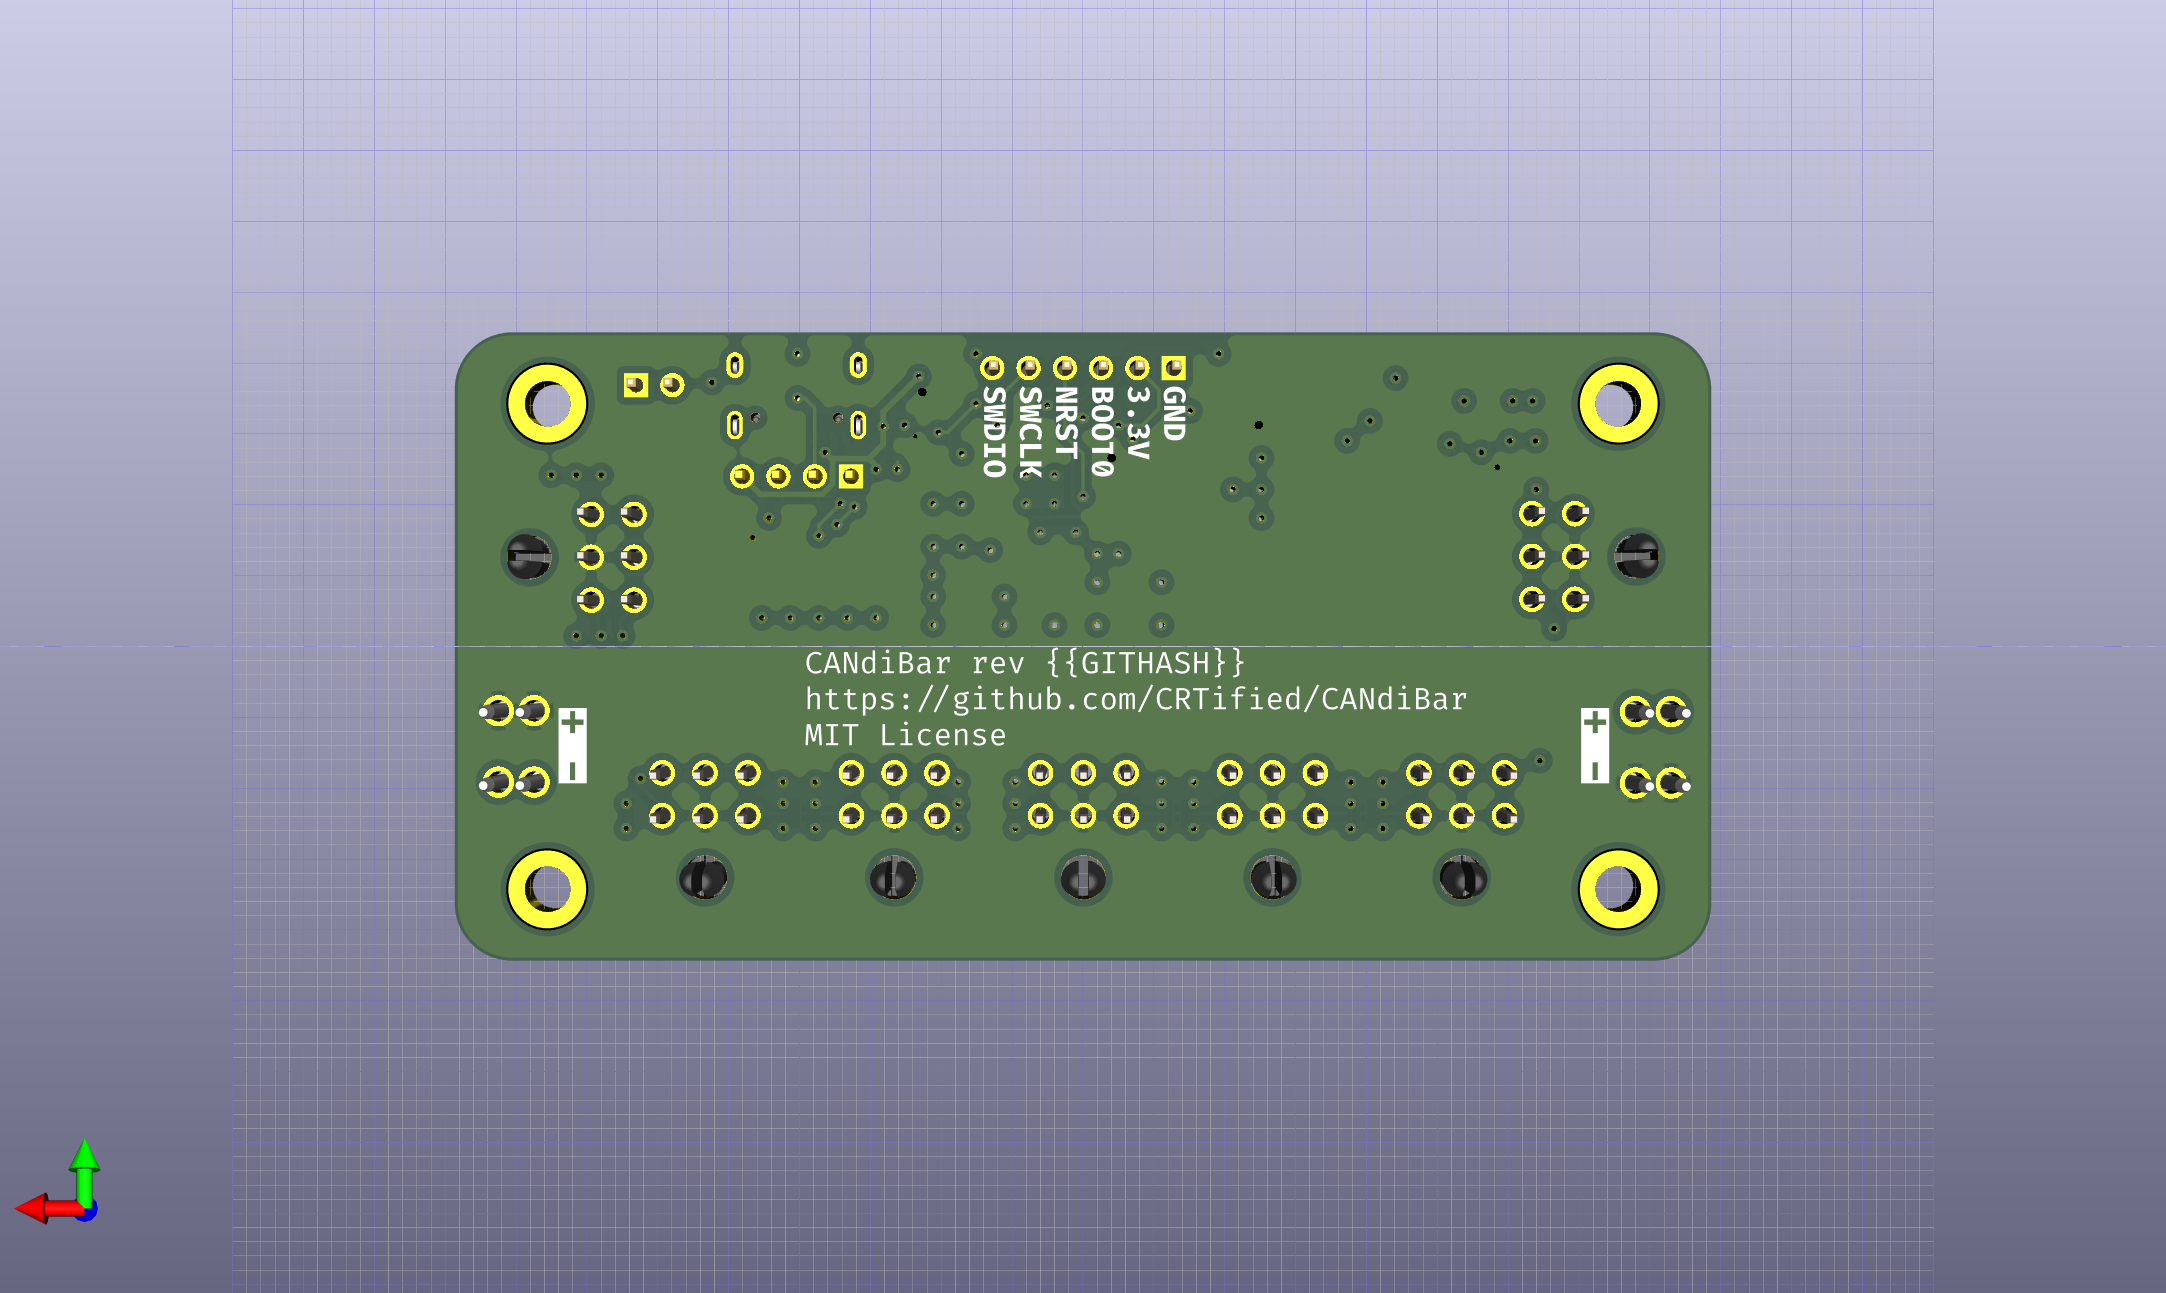 SWDIO
SWCLK
NRST
BOOT0
3.3V
GND
CANdiBar rev {{GITHASH}}
https://github.com/CRTified/CANdiBar
MIT License
+
-
+
-